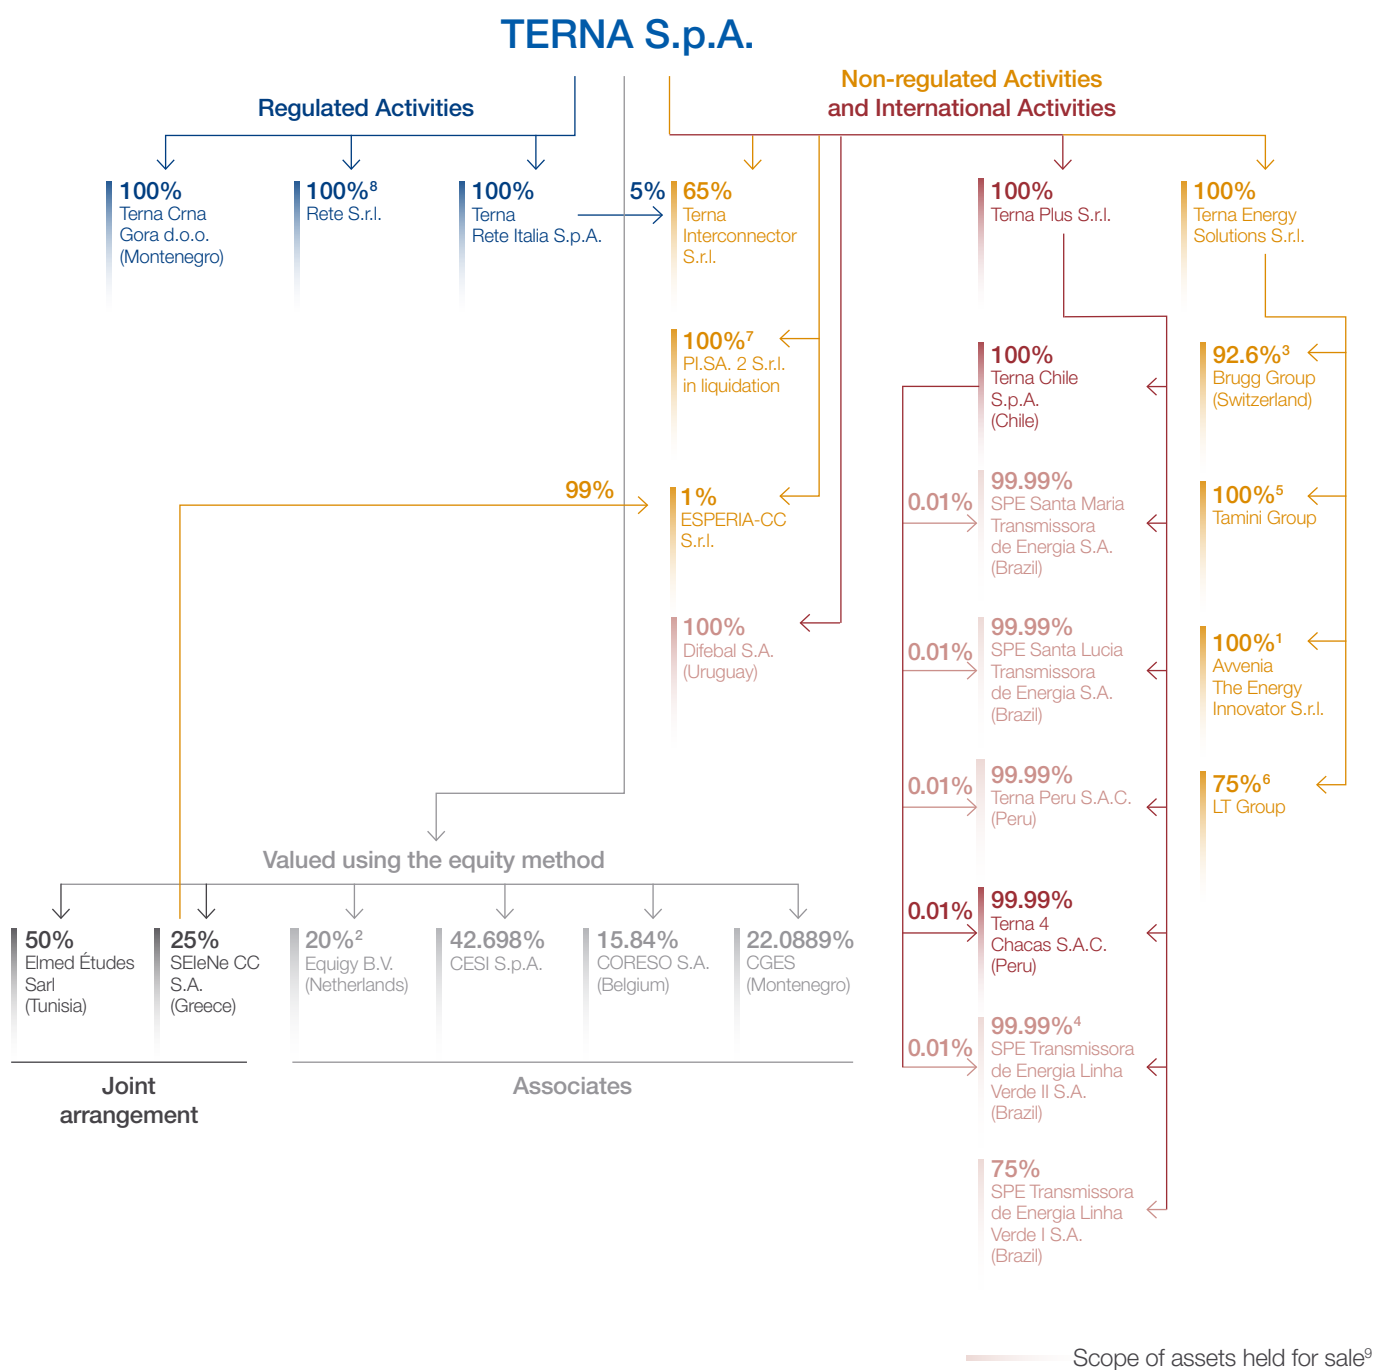 TERNA S.p.A.
Regulated Activities
Non-regulated Activities
and International Activities
100%
Terna Crna
Gora d.o.o.
(Montenegro)
100%⁸
Rete S.r.l.
100%
Terna
Rete Italia S.p.A.
5%
65%
Terna
Interconnector
S.r.l.
100%
Terna Plus S.r.l.
100%
Terna Energy
Solutions S.r.l.
100%⁷
PI.SA. 2 S.r.l.
in liquidation
99%
1%
ESPERIA-CC
S.r.l.
100%
Difebal S.A.
(Uruguay)
100%
Terna Chile
S.p.A.
(Chile)
0.01%
99.99%
SPE Santa Maria
Transmissora
de Energia S.A.
(Brazil)
0.01%
99.99%
SPE Santa Lucia
Transmissora
de Energia S.A.
(Brazil)
0.01%
99.99%
Terna Peru S.A.C.
(Peru)
0.01%
99.99%
Terna 4
Chacas S.A.C.
(Peru)
0.01%
99.99%⁴
SPE Transmissora
de Energia Linha
Verde II S.A.
(Brazil)
75%
SPE Transmissora
de Energia Linha
Verde I S.A.
(Brazil)
92.6%³
Brugg Group
(Switzerland)
100%⁵
Tamini Group
100%¹
Avvenia
The Energy
Innovator S.r.l.
75%⁶
LT Group
Valued using the equity method
50%
Elmed Études
Sarl
(Tunisia)
25%
SEleNe CC
S.A.
(Greece)
20%²
Equigy B.V.
(Netherlands)
42.698%
CESI S.p.A.
15.84%
CORESO S.A.
(Belgium)
22.0889%
CGES
(Montenegro)
Joint
arrangement
Associates
Scope of assets held for sale⁹